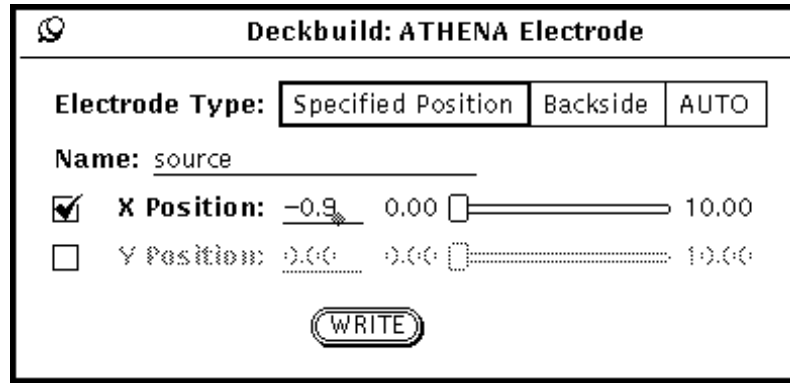 Deckbuild: ATHENA Electrode
Electrode Type: Specified Position Backside AUTO
Name: source
X Position: -0.9 0.00 10.00
Y Position: 0.00 0.00 10.00
WRITE